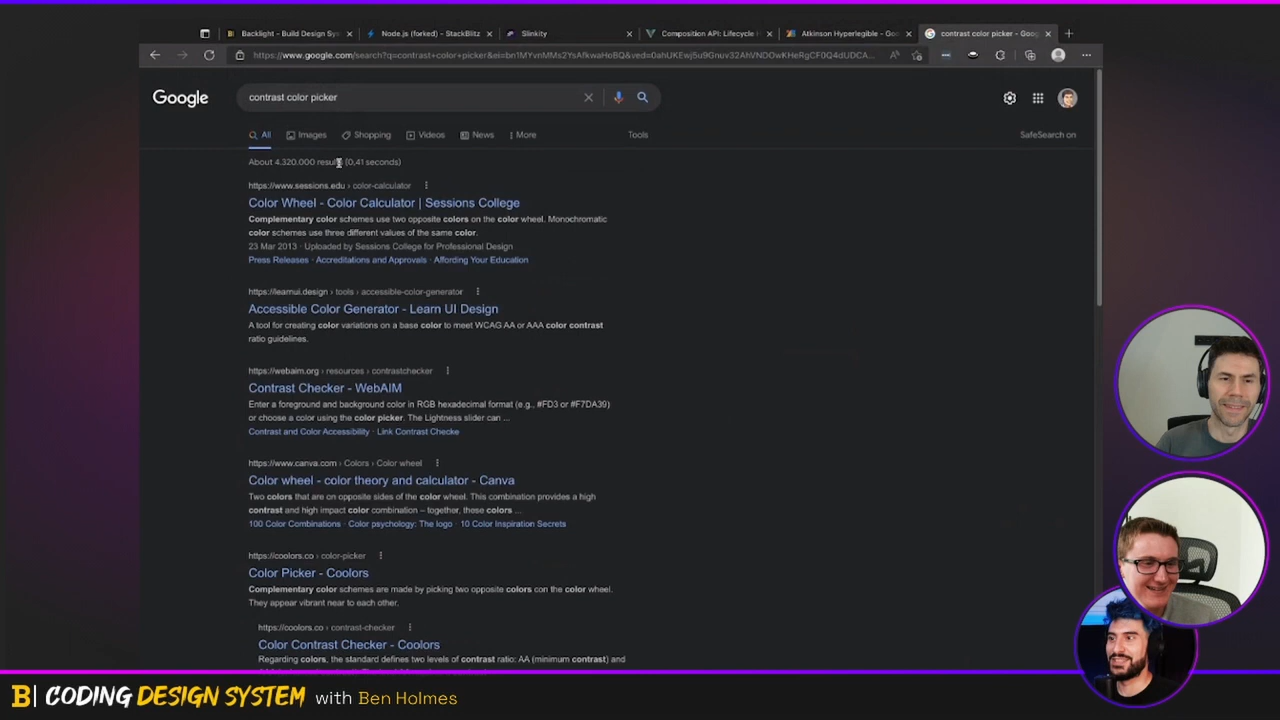 Backlight – Build Design Sy
Node.js (forked) - StackBlitz
Slinkity
Composition API: Lifecycle
Atkinson Hyperlegible - Goo
contrast color picker - Goog
Google
contrast color picker
All
Images
Shopping
Videos
News
More
Tools
SafeSearch on
About 4.320.000 results (0,41 seconds)
https://www.sessions.edu › color-calculator
Color Wheel - Color Calculator | Sessions College
Complementary color schemes use two opposite colors on the color wheel. Monochromatic
color schemes use three different values of the same color.
23 Mar 2013 · Uploaded by Sessions College for Professional Design
Press Releases · Accreditations and Approvals · Affording Your Education
https://learnui.design › tools › accessible-color-generator
Accessible Color Generator - Learn UI Design
A tool for creating color variations on a base color to meet WCAG AA or AAA color contrast
ratio guidelines.
https://webaim.org › resources › contrastchecker
Contrast Checker - WebAIM
Enter a foreground and background color in RGB hexadecimal format (e.g., #FD3 or #F7DA39)
or choose a color using the color picker. The Lightness slider can ...
Contrast and Color Accessibility · Link Contrast Checke
https://www.canva.com › Colors › Color wheel
Color wheel - color theory and calculator - Canva
Two colors that are on opposite sides of the color wheel. This combination provides a high
contrast and high impact color combination – together, these colors ...
100 Color Combinations · Color psychology: The logo · 10 Color Inspiration Secrets
https://coolors.co › color-picker
Color Picker - Coolors
Complementary color schemes are made by picking two opposite colors con the color wheel.
They appear vibrant near to each other.
https://coolors.co › contrast-checker
Color Contrast Checker - Coolors
Regarding colors, the standard defines two levels of contrast ratio: AA (minimum contrast) and
B| CODING DESIGN SYSTEM with Ben Holmes